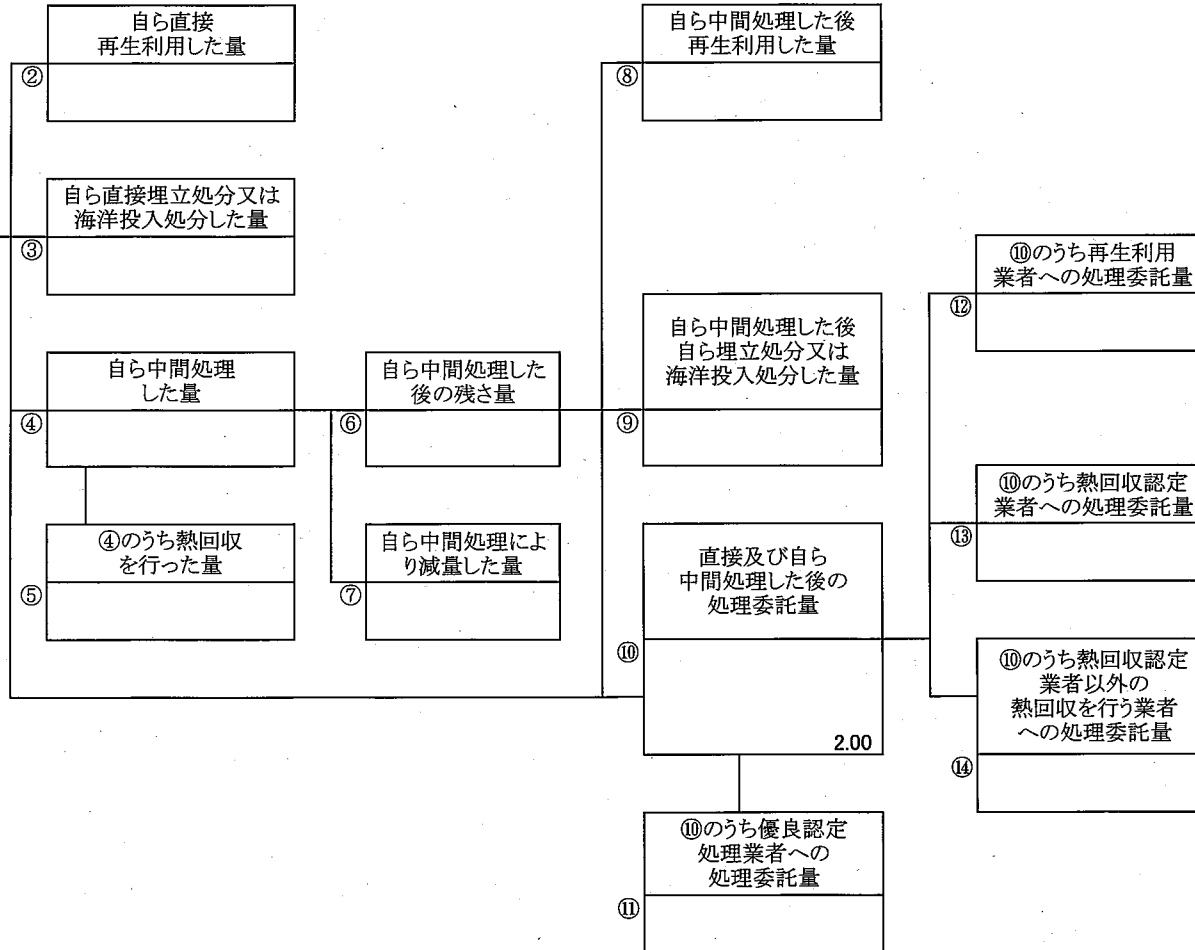 自ら直接
再生利用した量
②
自ら直接埋立処分又は
海洋投入処分した量
③
自ら中間処理
した量
④
④のうち熱回収
を行った量
⑤
自ら中間処理した
後の残さ量
⑥
自ら中間処理によ
り減量した量
⑦
自ら中間処理した後
再生利用した量
⑧
自ら中間処理した後
自ら埋立処分又は
海洋投入処分した量
⑨
直接及び自ら
中間処理した後の
処理委託量
⑩
2.00
⑩のうち優良認定
処理業者への
処理委託量
⑪
⑩のうち再生利用
業者への処理委託量
⑫
⑩のうち熱回収認定
業者への処理委託量
⑬
⑩のうち熱回収認定
業者以外の
熱回収を行う業者
への処理委託量
⑭